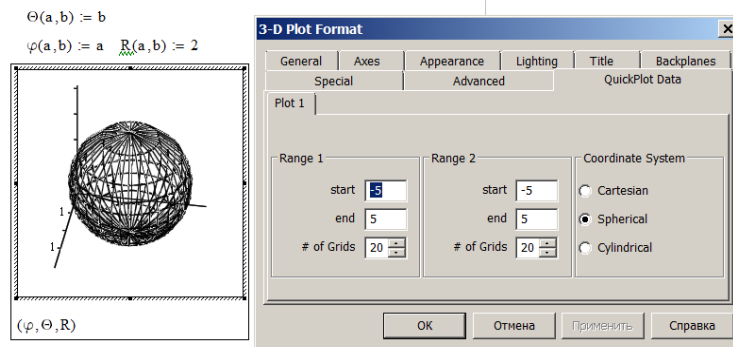 Θ(a,b) := b
φ(a,b) := a R(a,b) := 2
1
1
(φ,Θ,R)
3-D Plot Format
General Axes Appearance Lighting Title Backplanes
Special Advanced QuickPlot Data
Plot 1
Range 1 Range 2 Coordinate System
start -5 start -5 Cartesian
end 5 end 5 Spherical
# of Grids 20 # of Grids 20 Cylindrical
OK Отмена Применить Справка